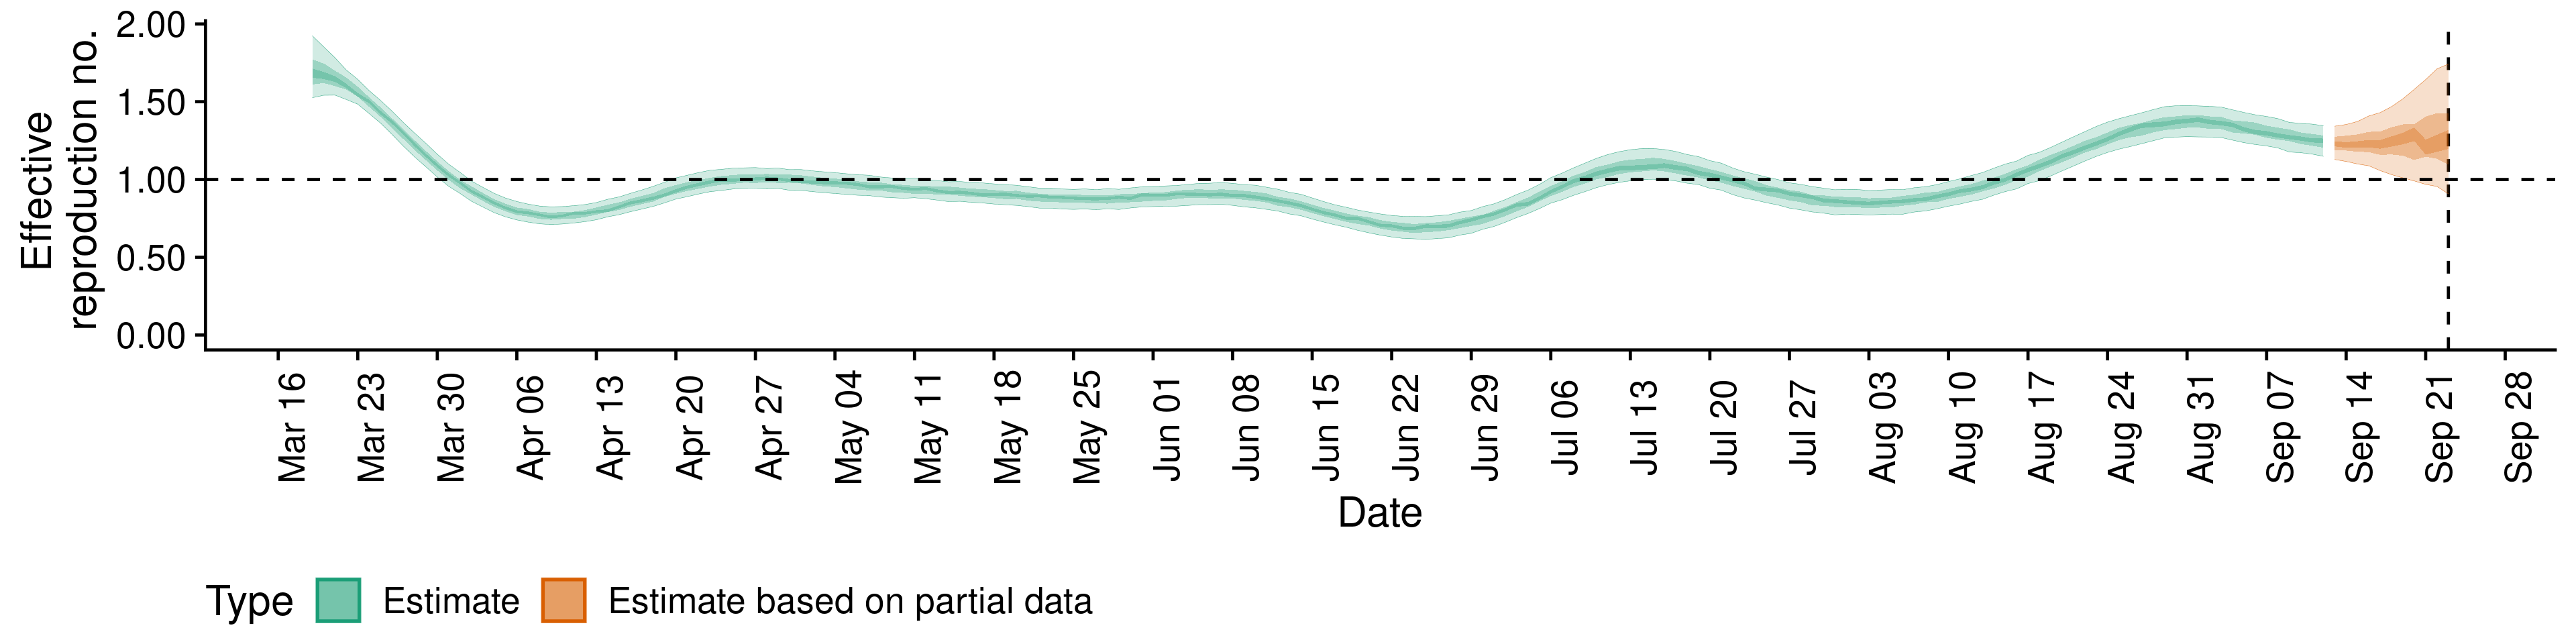 Effective
reproduction no.
2.00
1.50
1.00
0.50
0.00
Mar 16
Mar 23
Mar 30
Apr 06
Apr 13
Apr 20
Apr 27
May 04
May 11
May 18
May 25
Jun 01
Jun 08
Jun 15
Jun 22
Jun 29
Jul 06
Jul 13
Jul 20
Jul 27
Aug 03
Aug 10
Aug 17
Aug 24
Aug 31
Sep 07
Sep 14
Sep 21
Sep 28
Date
Type Estimate Estimate based on partial data